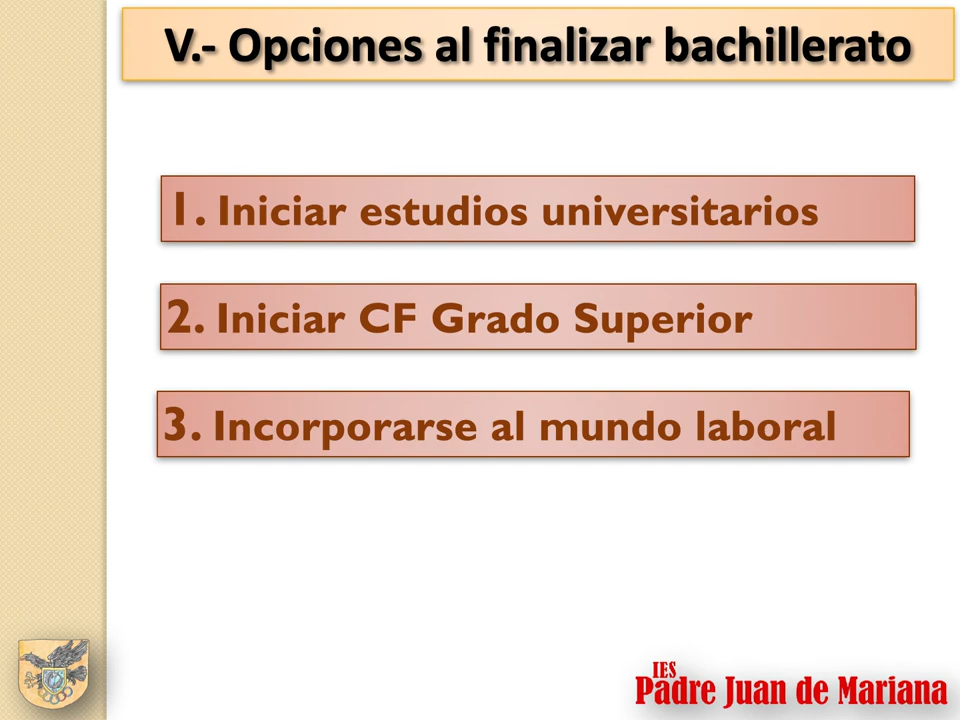 V.- Opciones al finalizar bachillerato
1. Iniciar estudios universitarios
2. Iniciar CF Grado Superior
3. Incorporarse al mundo laboral
IES
Padre Juan de Mariana